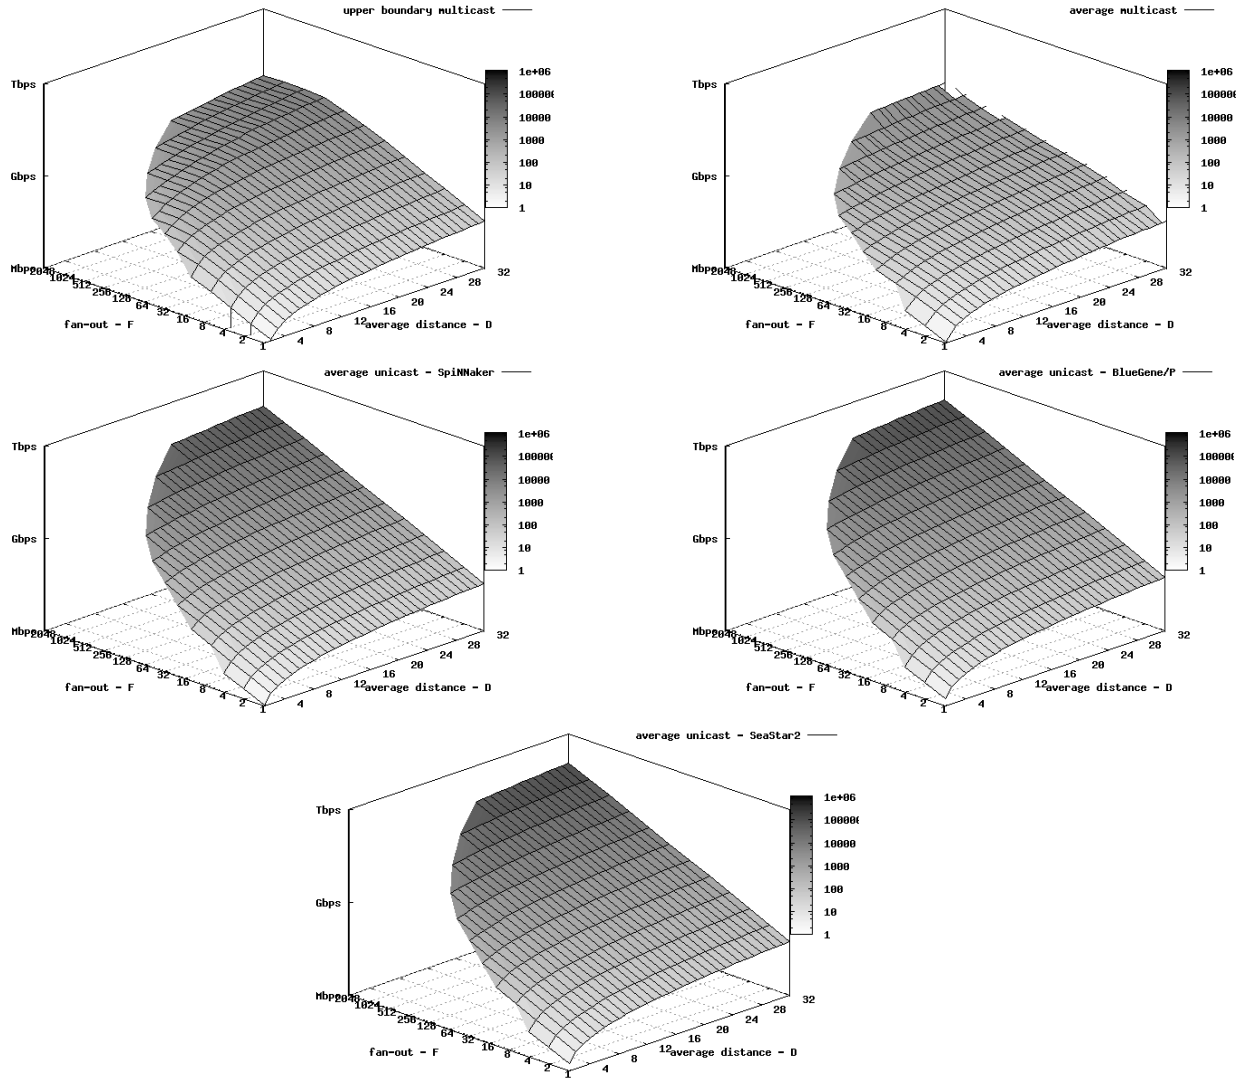 upper boundary multicast
Tbps
Gbps
Mbps
2048 1024 512 256 128 64 32 16 8 4 2 1
fan-out - F
4 8 12 16 20 24 28 32
average distance - D
1e+06
100000
10000
1000
100
10
1
average multicast
Tbps
Gbps
Mbps
2048 1024 512 256 128 64 32 16 8 4 2 1
fan-out - F
4 8 12 16 20 24 28 32
average distance - D
1e+06
100000
10000
1000
100
10
1
average unicast - SpiNNaker
Tbps
Gbps
Mbps
2048 1024 512 256 128 64 32 16 8 4 2 1
fan-out - F
4 8 12 16 20 24 28 32
average distance - D
1e+06
100000
10000
1000
100
10
1
average unicast - BlueGene/P
Tbps
Gbps
Mbps
2048 1024 512 256 128 64 32 16 8 4 2 1
fan-out - F
4 8 12 16 20 24 28 32
average distance - D
1e+06
100000
10000
1000
100
10
1
average unicast - SeaStar2
Tbps
Gbps
Mbps
2048 1024 512 256 128 64 32 16 8 4 2 1
fan-out - F
4 8 12 16 20 24 28 32
average distance - D
1e+06
100000
10000
1000
100
10
1